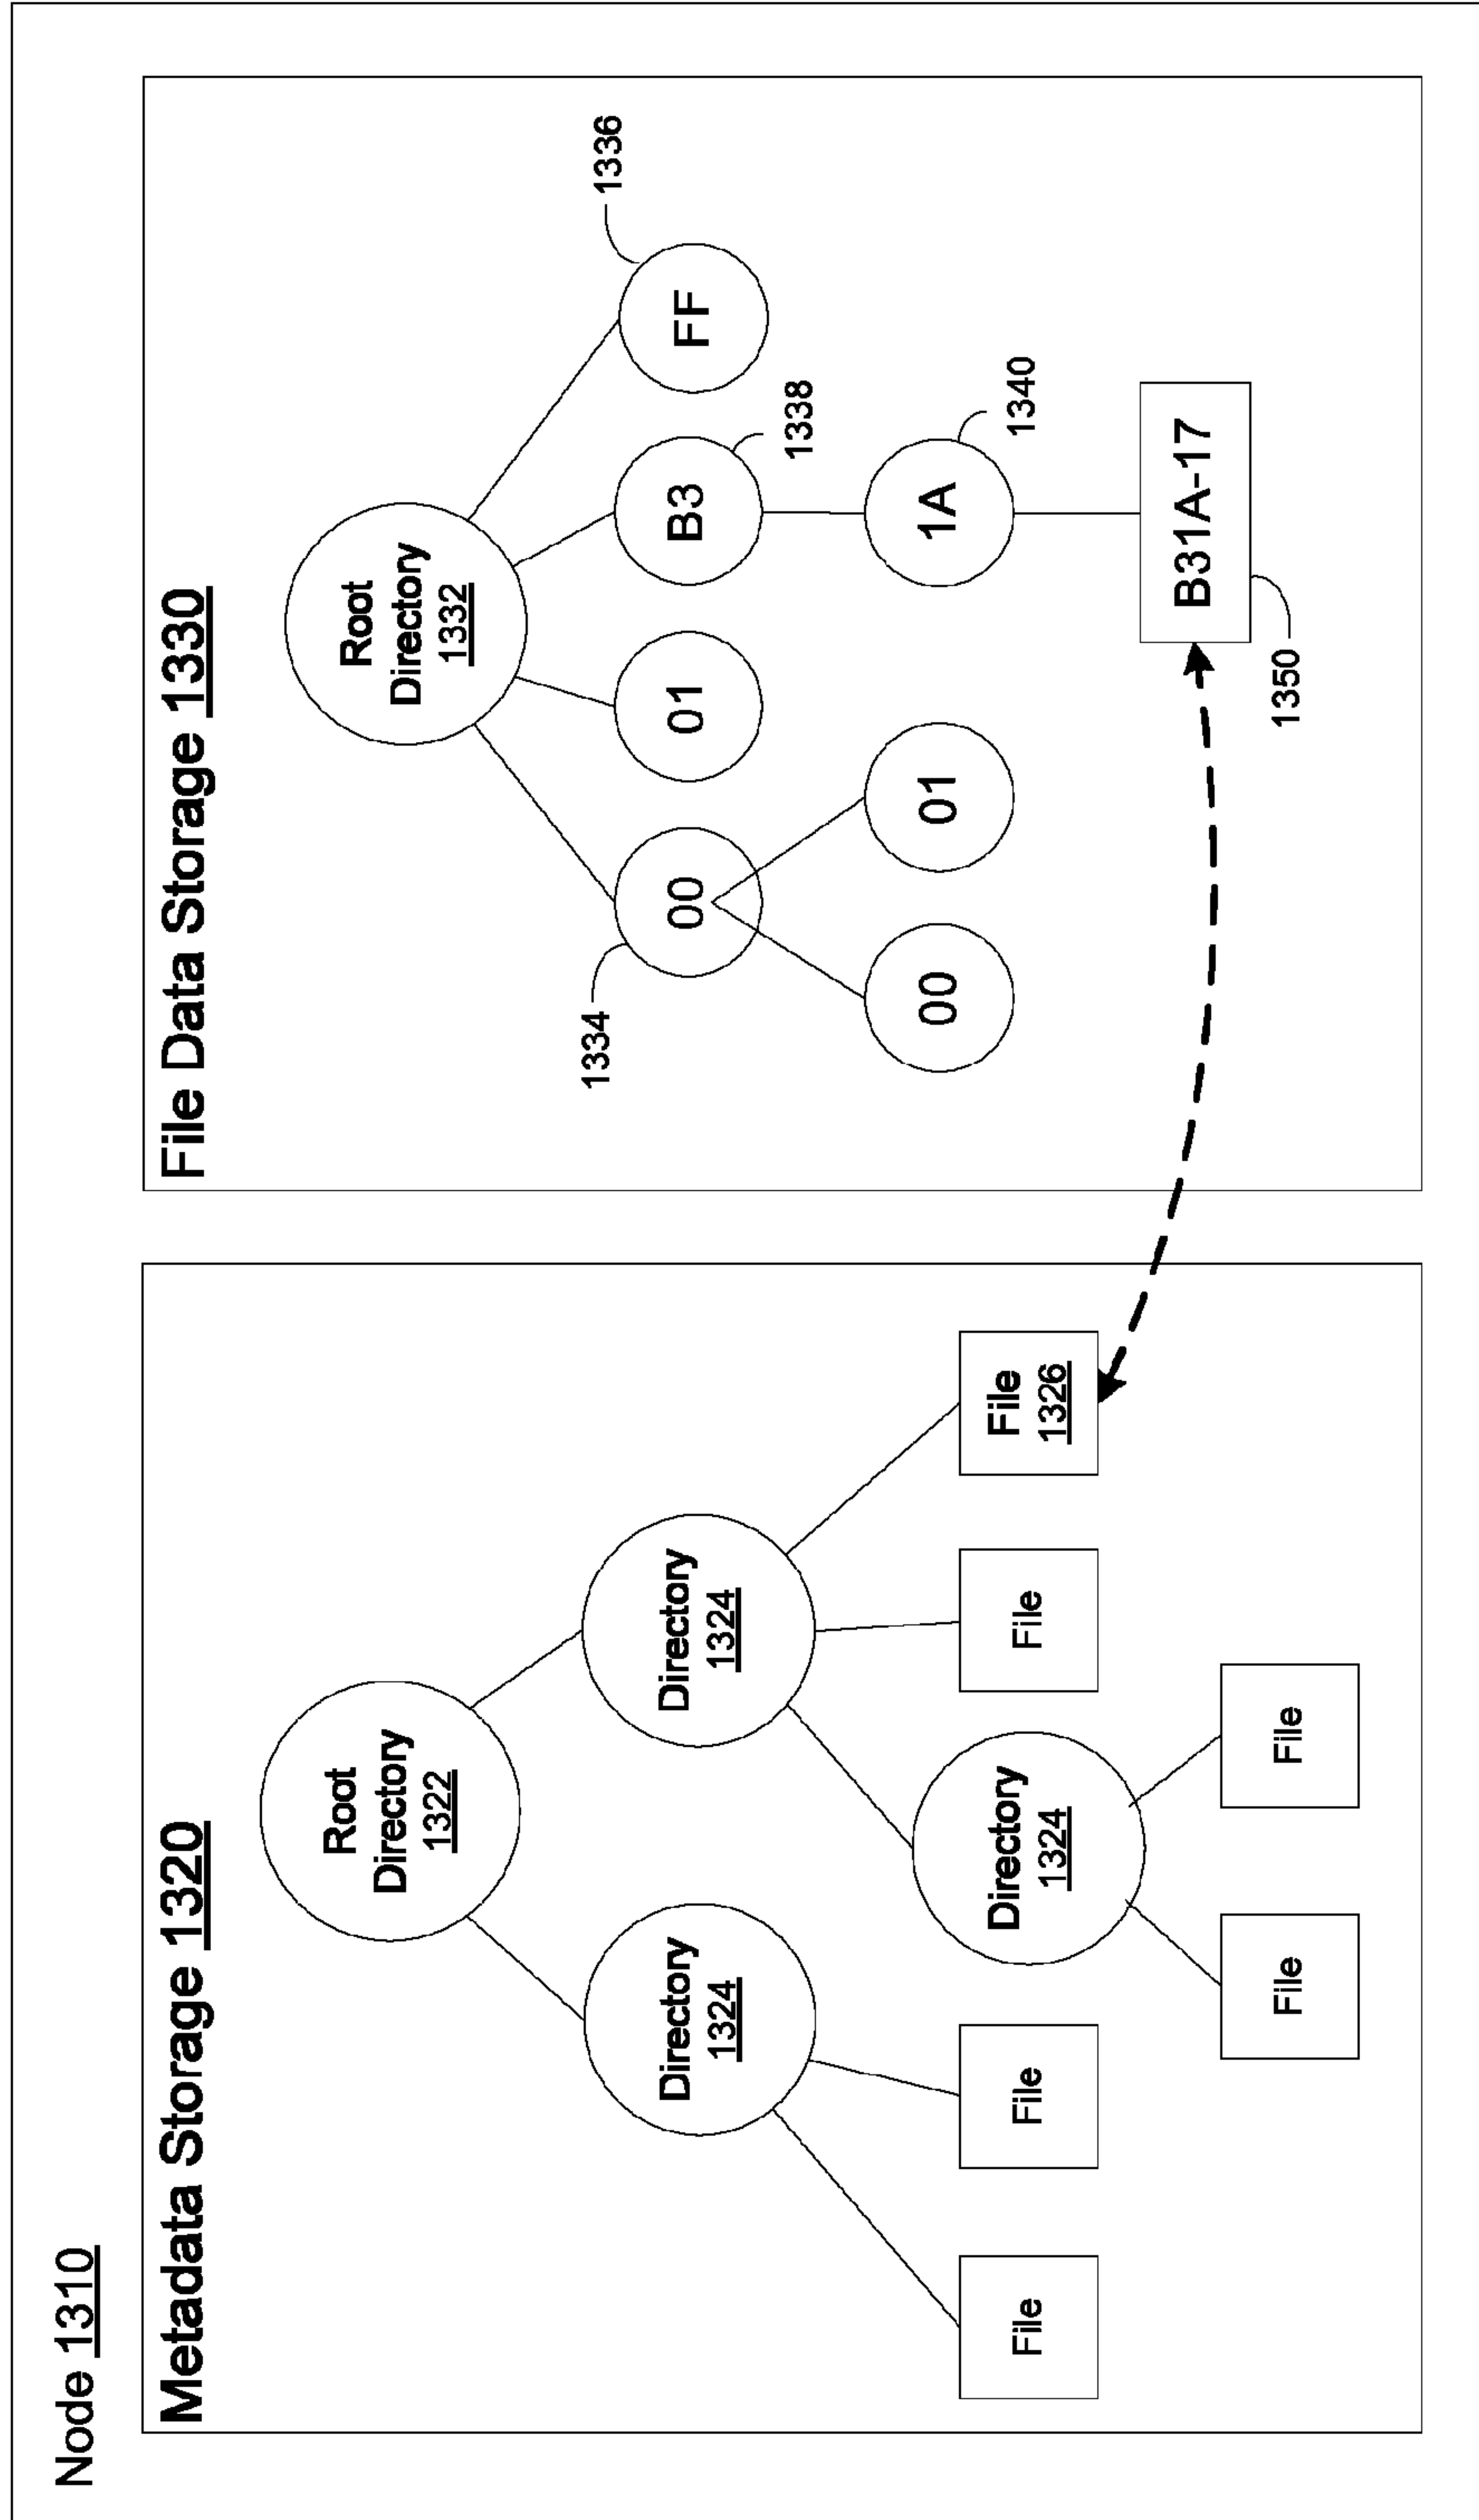 Node 1310
Metadata Storage 1320
Root
Directory
1322
Directory
1324
Directory
1324
File
File
Directory
1324
File
File
1326
File
File
File Data Storage 1330
Root
Directory
1332
1334
1336
00
01
B3
FF
1338
00
01
1A
1340
B31A-17
1350